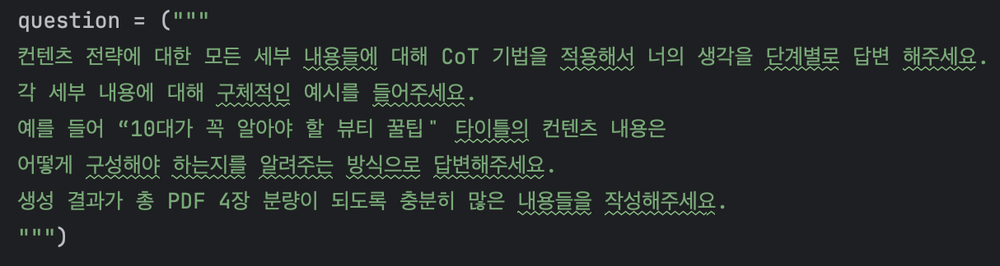 question = ("""
컨텐츠 전략에 대한 모든 세부 내용들에 대해 CoT 기법을 적용해서 너의 생각을 단계별로 답변 해주세요.
각 세부 내용에 대해 구체적인 예시를 들어주세요.
예를 들어 “10대가 꼭 알아야 할 뷰티 꿀팁" 타이틀의 컨텐츠 내용은
어떻게 구성해야 하는지를 알려주는 방식으로 답변해주세요.
생성 결과가 총 PDF 4장 분량이 되도록 충분히 많은 내용들을 작성해주세요.
""")